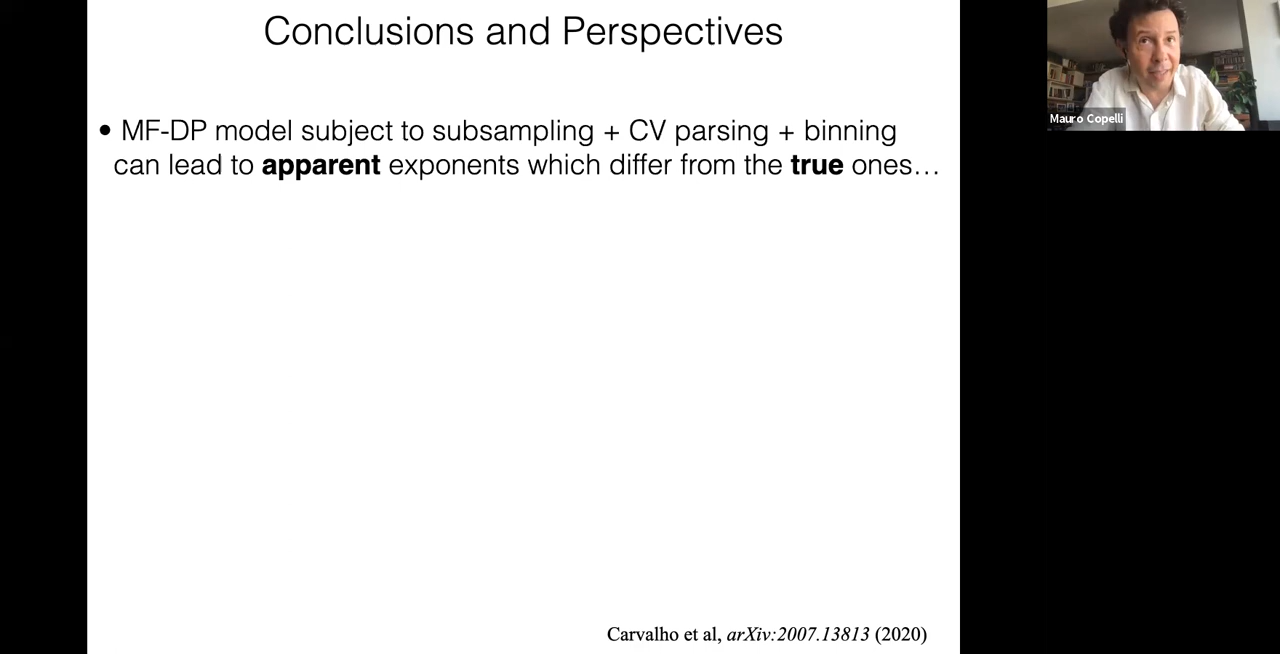 Conclusions and Perspectives
• MF-DP model subject to subsampling + CV parsing + binning
can lead to apparent exponents which differ from the true ones…
Carvalho et al, arXiv:2007.13813 (2020)
Mauro Copelli